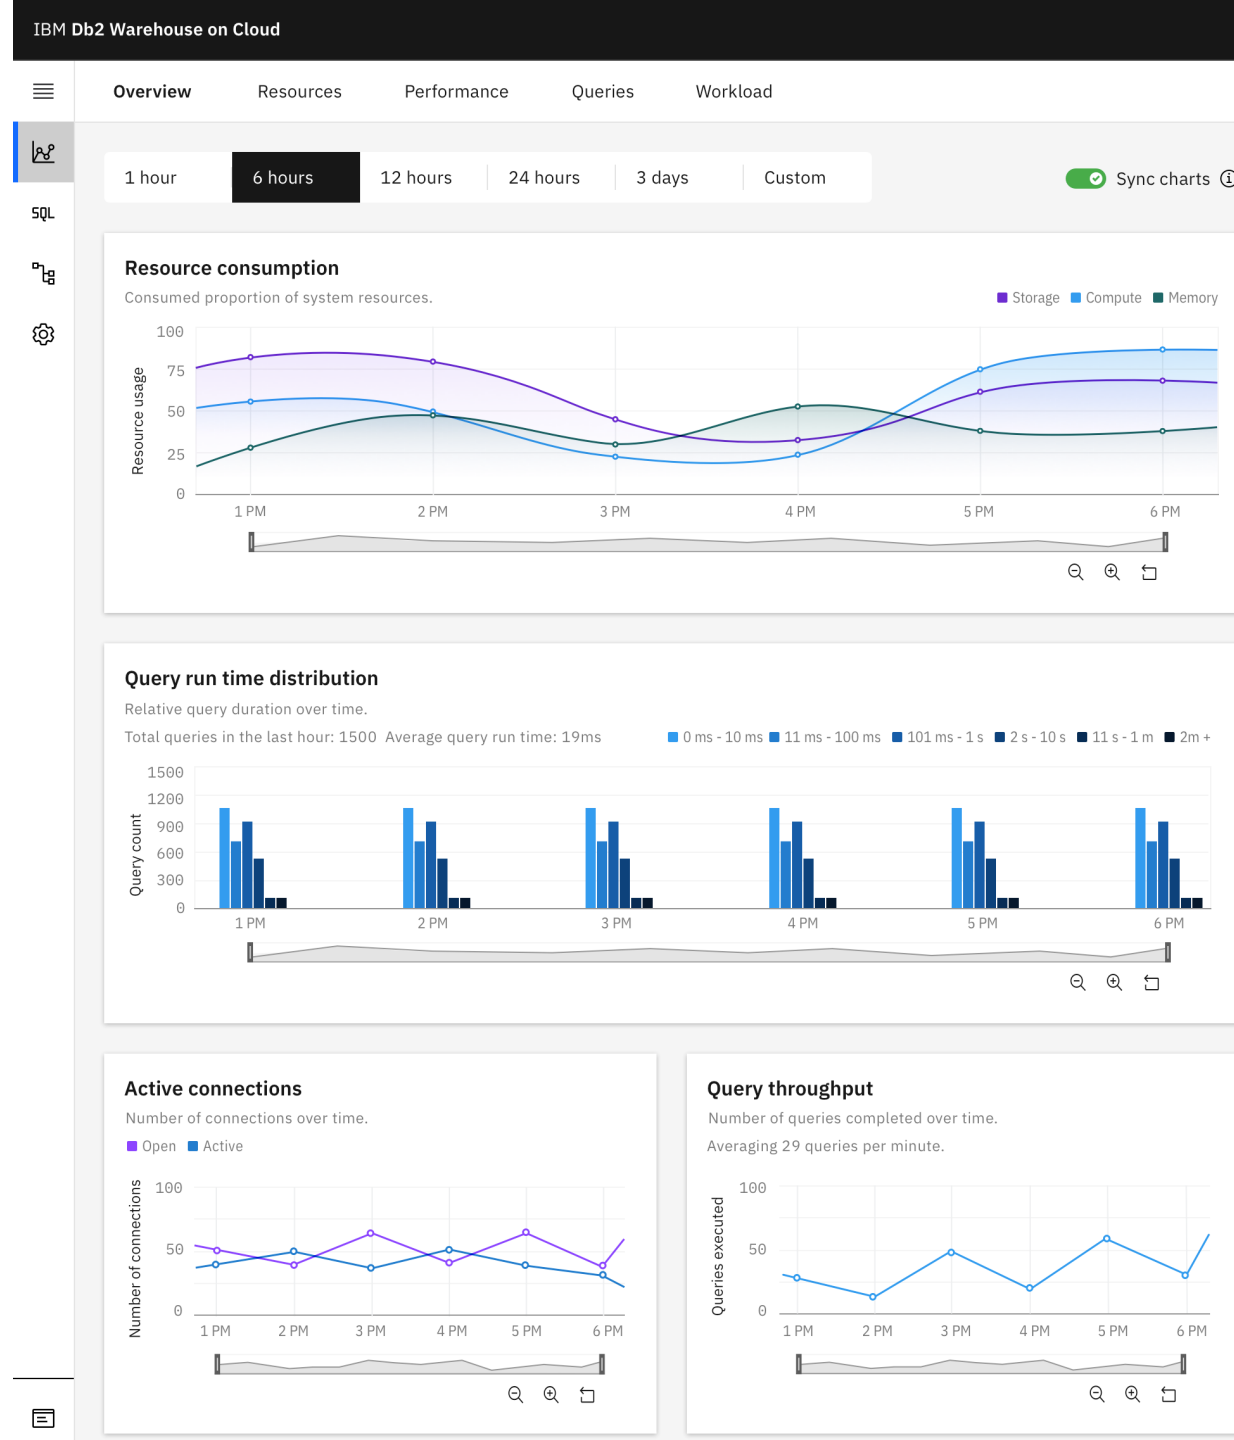 IBM Db2 Warehouse on Cloud
Overview Resources Performance Queries Workload
1 hour 6 hours 12 hours 24 hours 3 days Custom
Sync charts
SQL
Resource consumption
Consumed proportion of system resources.
Storage Compute Memory
100
75
50
25
0
Resource usage
1 PM 2 PM 3 PM 4 PM 5 PM 6 PM
Query run time distribution
Relative query duration over time.
Total queries in the last hour: 1500 Average query run time: 19ms
0 ms - 10 ms 11 ms - 100 ms 101 ms - 1 s 2 s - 10 s 11 s - 1 m 2m +
1500
1200
900
600
300
0
Query count
1 PM 2 PM 3 PM 4 PM 5 PM 6 PM
Active connections
Number of connections over time.
Open Active
100
50
0
Number of connections
1 PM 2 PM 3 PM 4 PM 5 PM 6 PM
Query throughput
Number of queries completed over time.
Averaging 29 queries per minute.
100
50
0
Queries executed
1 PM 2 PM 3 PM 4 PM 5 PM 6 PM